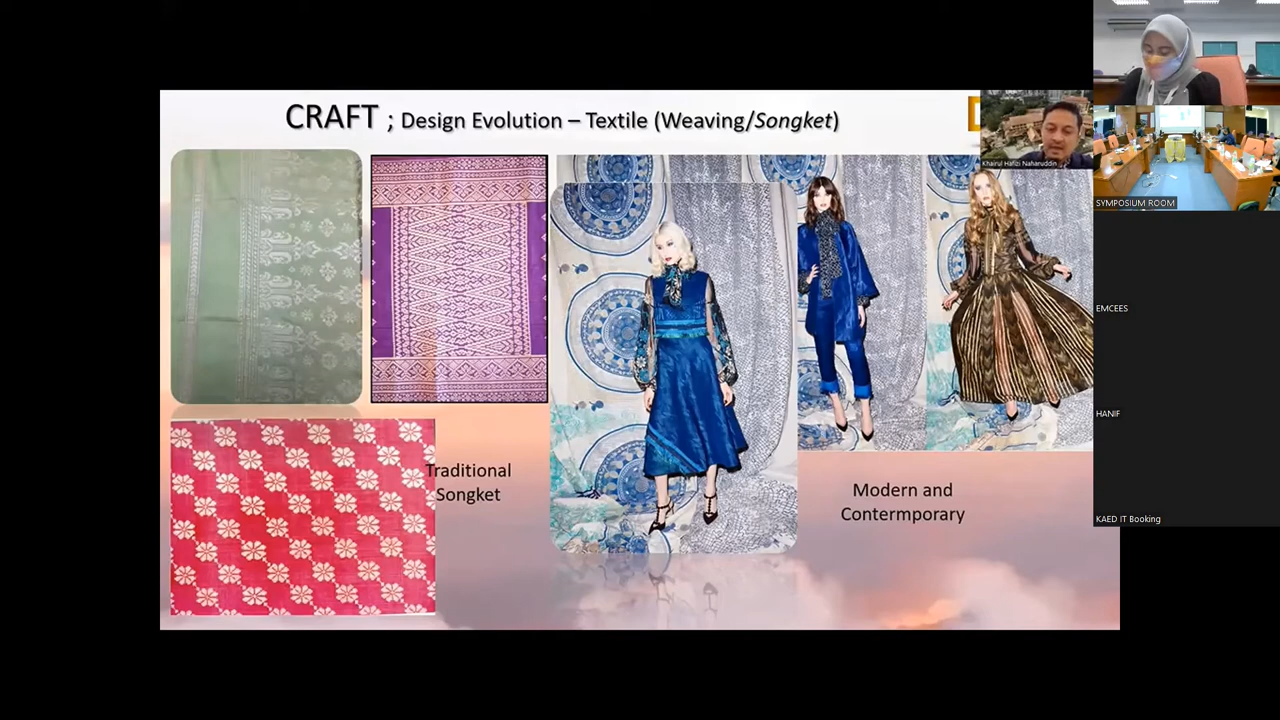 CRAFT ; Design Evolution – Textile (Weaving/Songket)
Khairul Hafizi Naharuddin
SYMPOSIUM ROOM
EMCEES
HANIF
KAED IT Booking
Traditional
Songket
Modern and
Contermporary